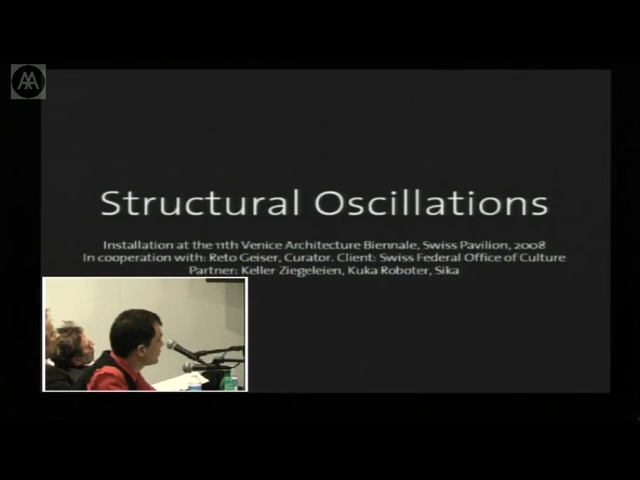 AA
Structural Oscillations
Installation at the 11th Venice Architecture Biennale, Swiss Pavilion, 2008
In cooperation with: Reto Geiser, Curator. Client: Swiss Federal Office of Culture
Partner: Keller Ziegeleien, Kuka Roboter, Sika